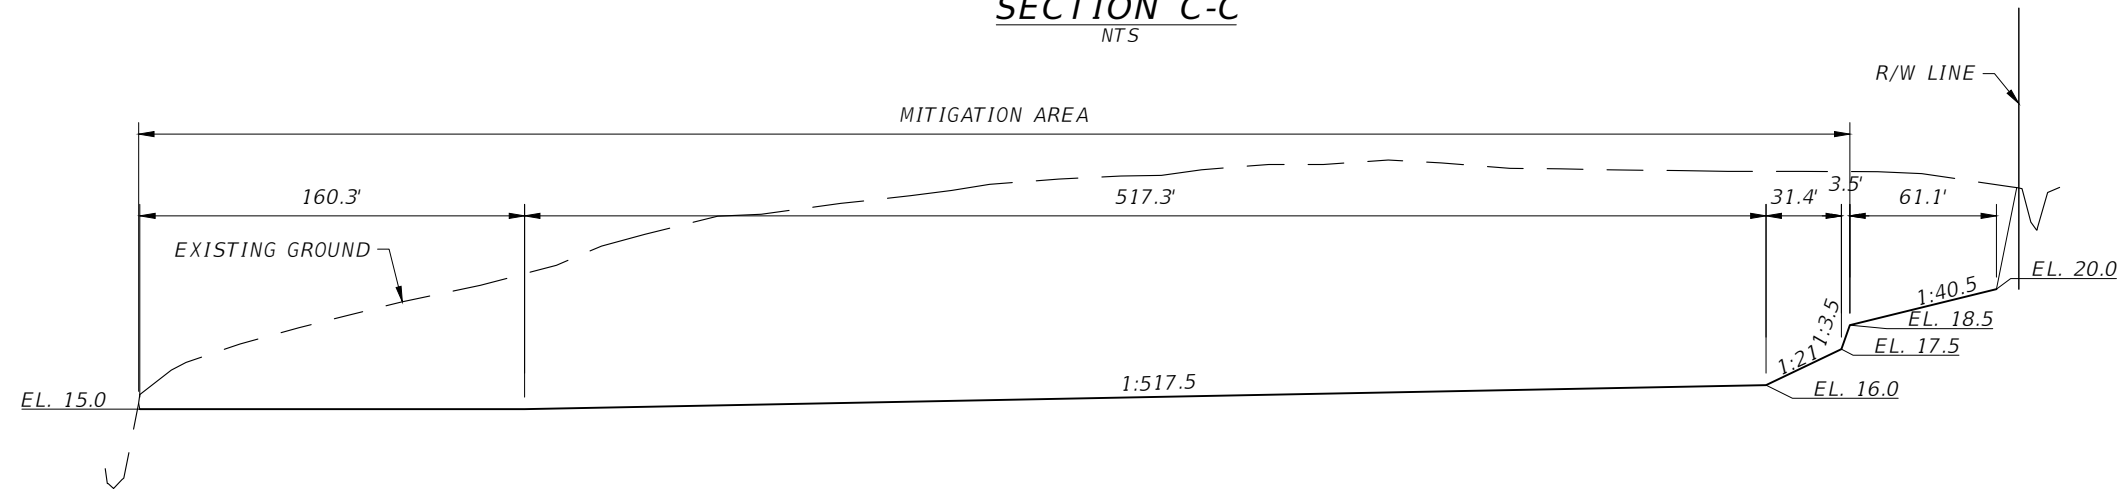 SECTION C-C
NTS
R/W LINE
MITIGATION AREA
160.3'
517.3'
31.4'
3.5'
61.1'
EXISTING GROUND
EL. 20.0
1:40.5
EL. 18.5
1:3.5
EL. 17.5
1:21
1:517.5
EL. 16.0
EL. 15.0